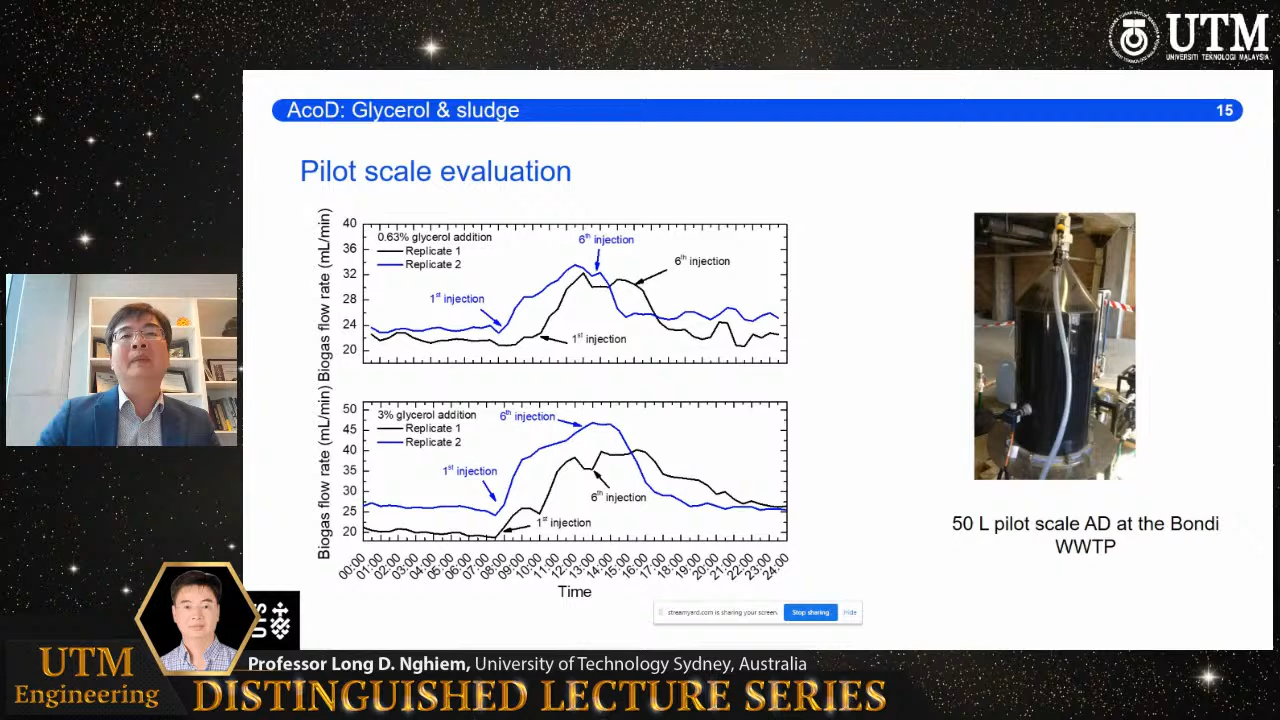 UTM
UNIVERSITI TEKNOLOGI MALAYSIA
AcoD: Glycerol & sludge
15
Pilot scale evaluation
Biogas flow rate (mL/min)
40
36
32
28
24
20
0.63% glycerol addition
Replicate 1
Replicate 2
1st injection
6th injection
6th injection
1st injection
Biogas flow rate (mL/min)
50
45
40
35
30
25
20
3% glycerol addition
Replicate 1
Replicate 2
6th injection
1st injection
6th injection
1st injection
00:00
01:00
02:00
03:00
04:00
05:00
06:00
07:00
08:00
09:00
10:00
11:00
12:00
13:00
14:00
15:00
16:00
17:00
18:00
19:00
20:00
21:00
22:00
23:00
24:00
Time
50 L pilot scale AD at the Bondi
WWTP
streamyard.com is sharing your screen.
Stop sharing
Hide
UTS
UTM
Engineering
Professor Long D. Nghiem, University of Technology Sydney, Australia
DISTINGUISHED LECTURE SERIES